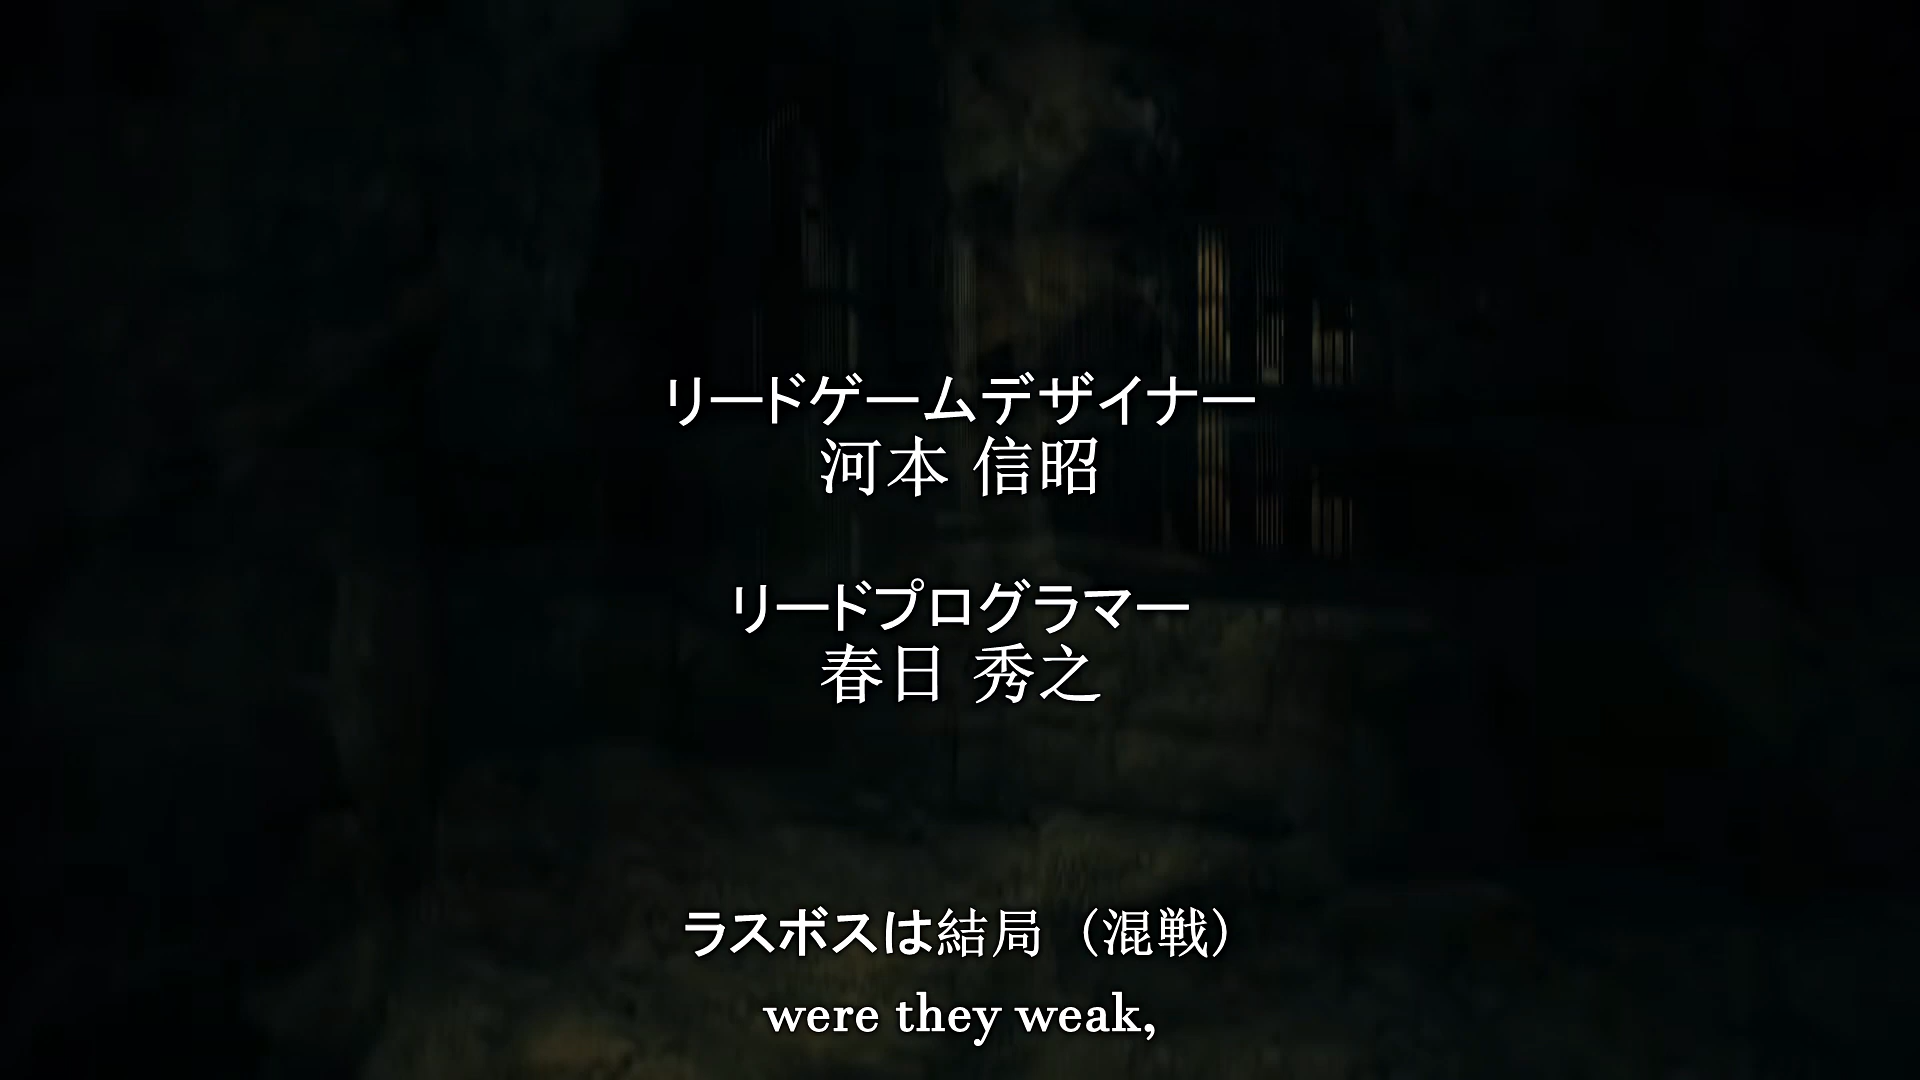 リードゲームデザイナー
河本 信昭
リードプログラマー
春日 秀之
ラスボスは結局（混戦）
were they weak,